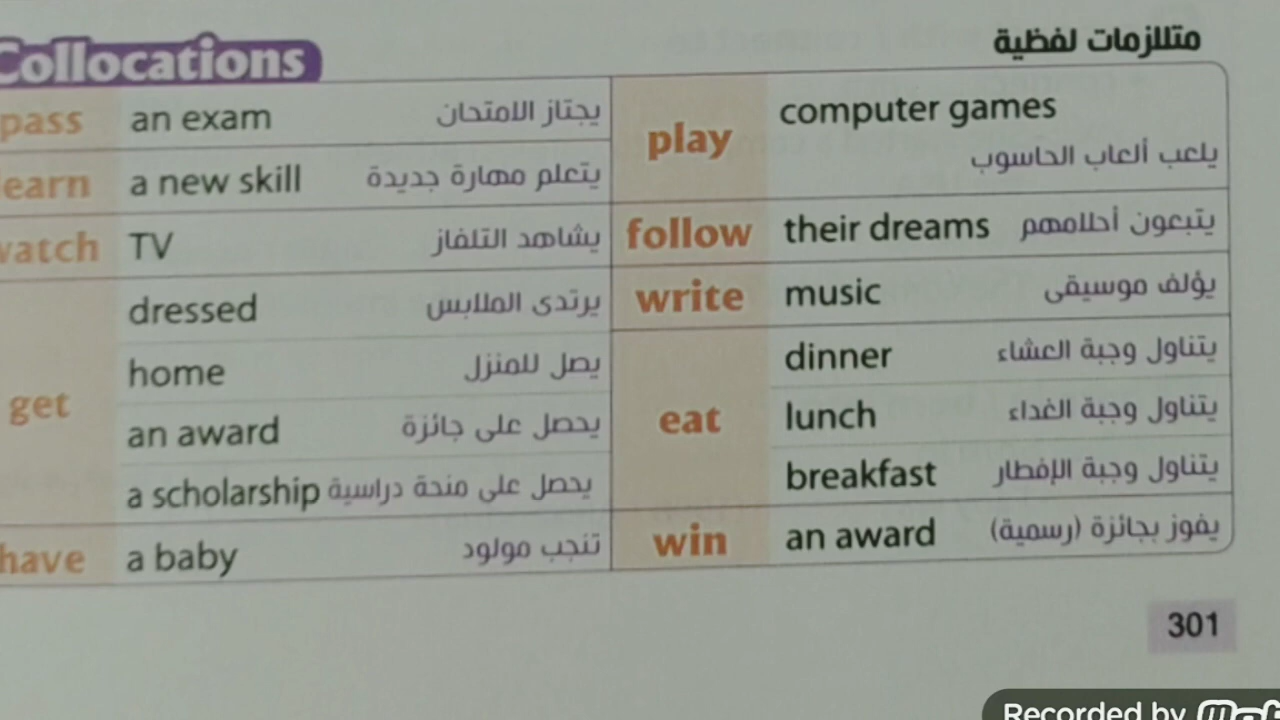 Collocations متلازمات لفظية
pass an exam يجتاز الامتحان
learn a new skill يتعلم مهارة جديدة
watch TV يشاهد التلفاز
get
dressed يرتدى الملابس
home يصل للمنزل
an award يحصل على جائزة
a scholarship يحصل على منحة دراسية
have a baby تنجب مولود
play computer games
يلعب ألعاب الحاسوب
follow their dreams يتبعون أحلامهم
write music يؤلف موسيقى
eat
dinner يتناول وجبة العشاء
lunch يتناول وجبة الغداء
breakfast يتناول وجبة الإفطار
win an award يفوز بجائزة (رسمية)
301
Recorded by